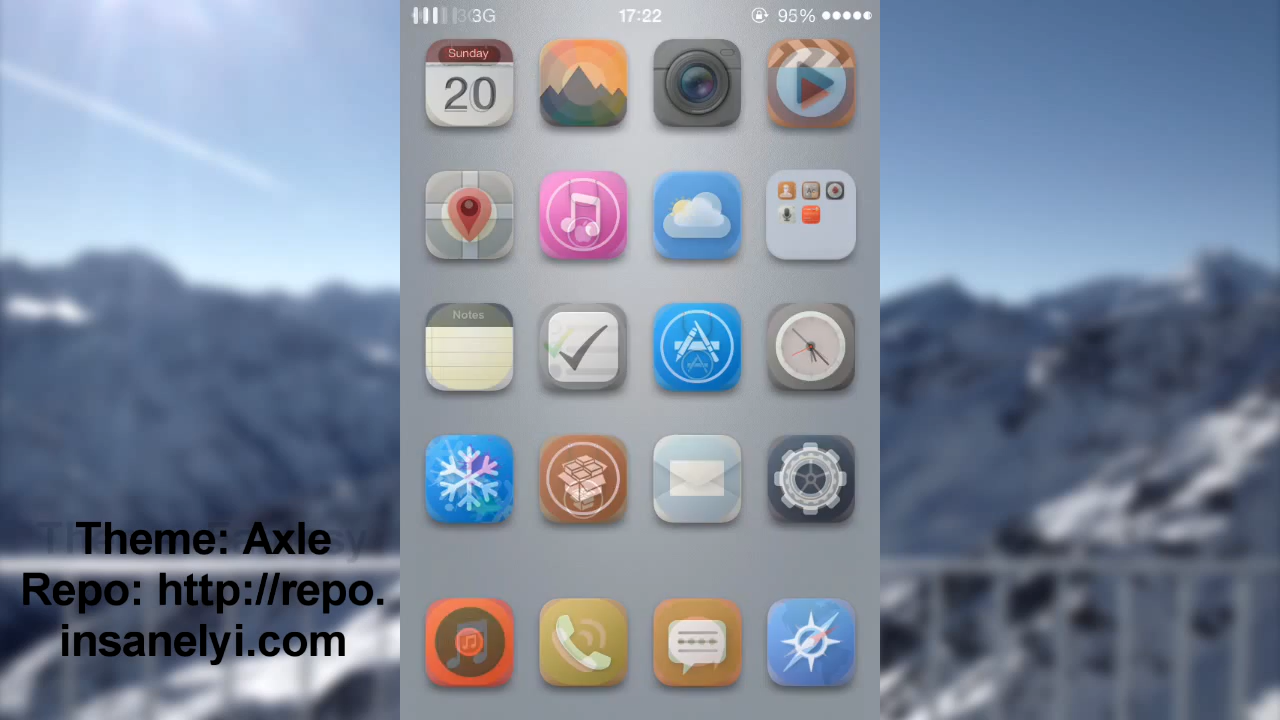 3G 17:22 95%
Sunday
20
Notes
Theme: Axle
Repo: http://repo.
insanelyi.com